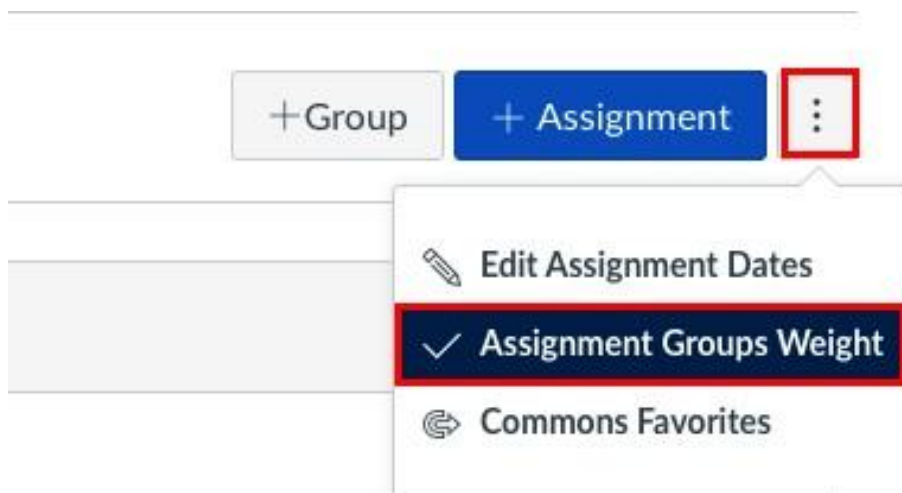 +Group
+ Assignment
Edit Assignment Dates
Assignment Groups Weight
Commons Favorites